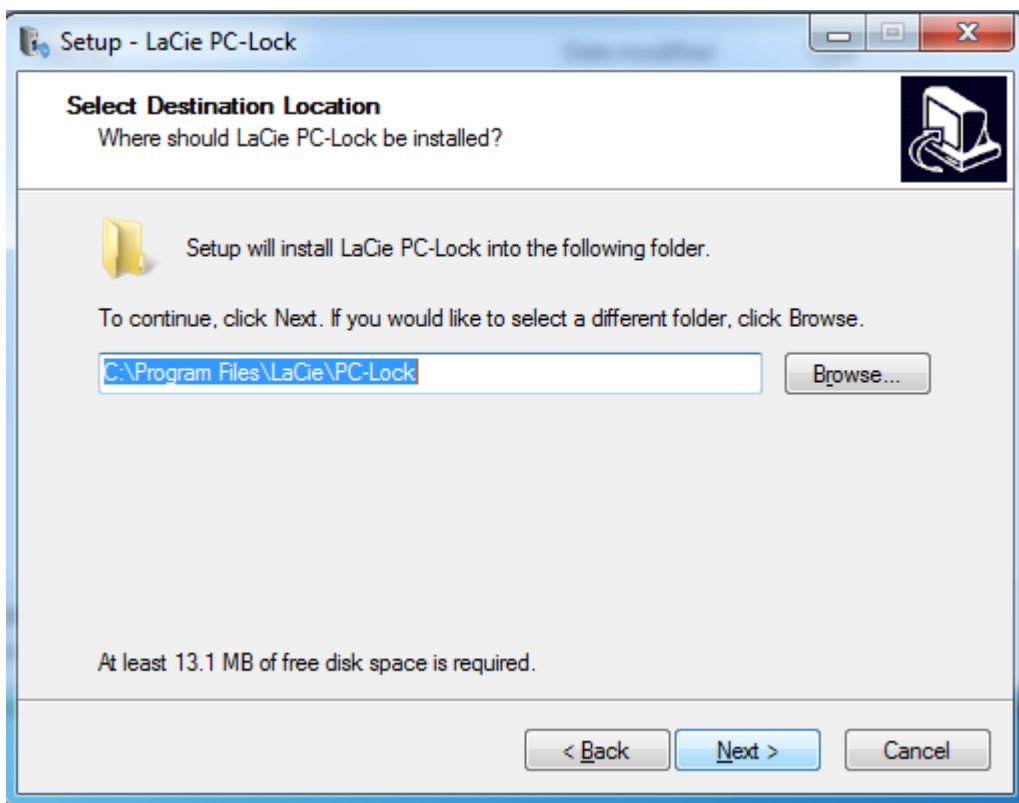 Setup - LaCie PC-Lock
Select Destination Location
Where should LaCie PC-Lock be installed?
Setup will install LaCie PC-Lock into the following folder.
To continue, click Next. If you would like to select a different folder, click Browse.
C:\Program Files\LaCie\PC-Lock
Browse...
At least 13.1 MB of free disk space is required.
< Back
Next >
Cancel